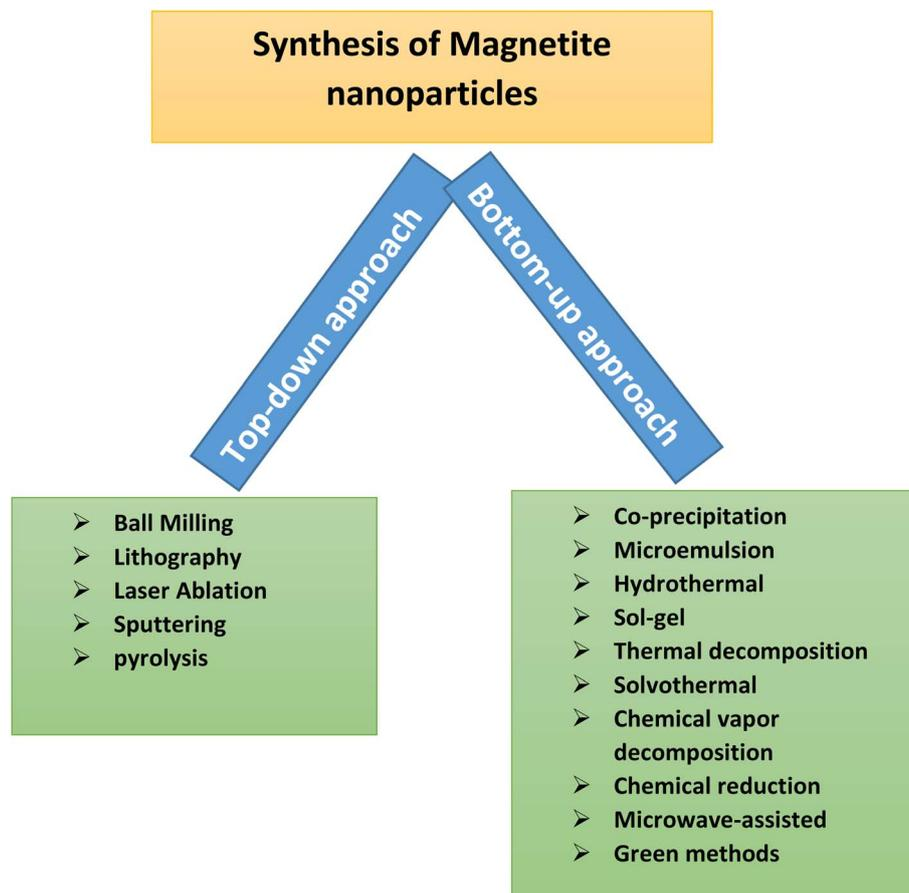 Synthesis of Magnetite
nanoparticles
Top-down approach
Bottom-up approach
Ball Milling
Lithography
Laser Ablation
Sputtering
pyrolysis
Co-precipitation
Microemulsion
Hydrothermal
Sol-gel
Thermal decomposition
Solvothermal
Chemical vapor
decomposition
Chemical reduction
Microwave-assisted
Green methods